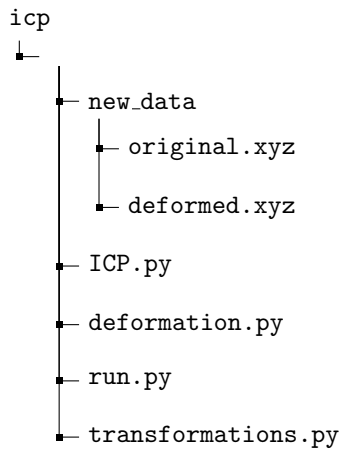 icp
new_data
original.xyz
deformed.xyz
ICP.py
deformation.py
run.py
transformations.py